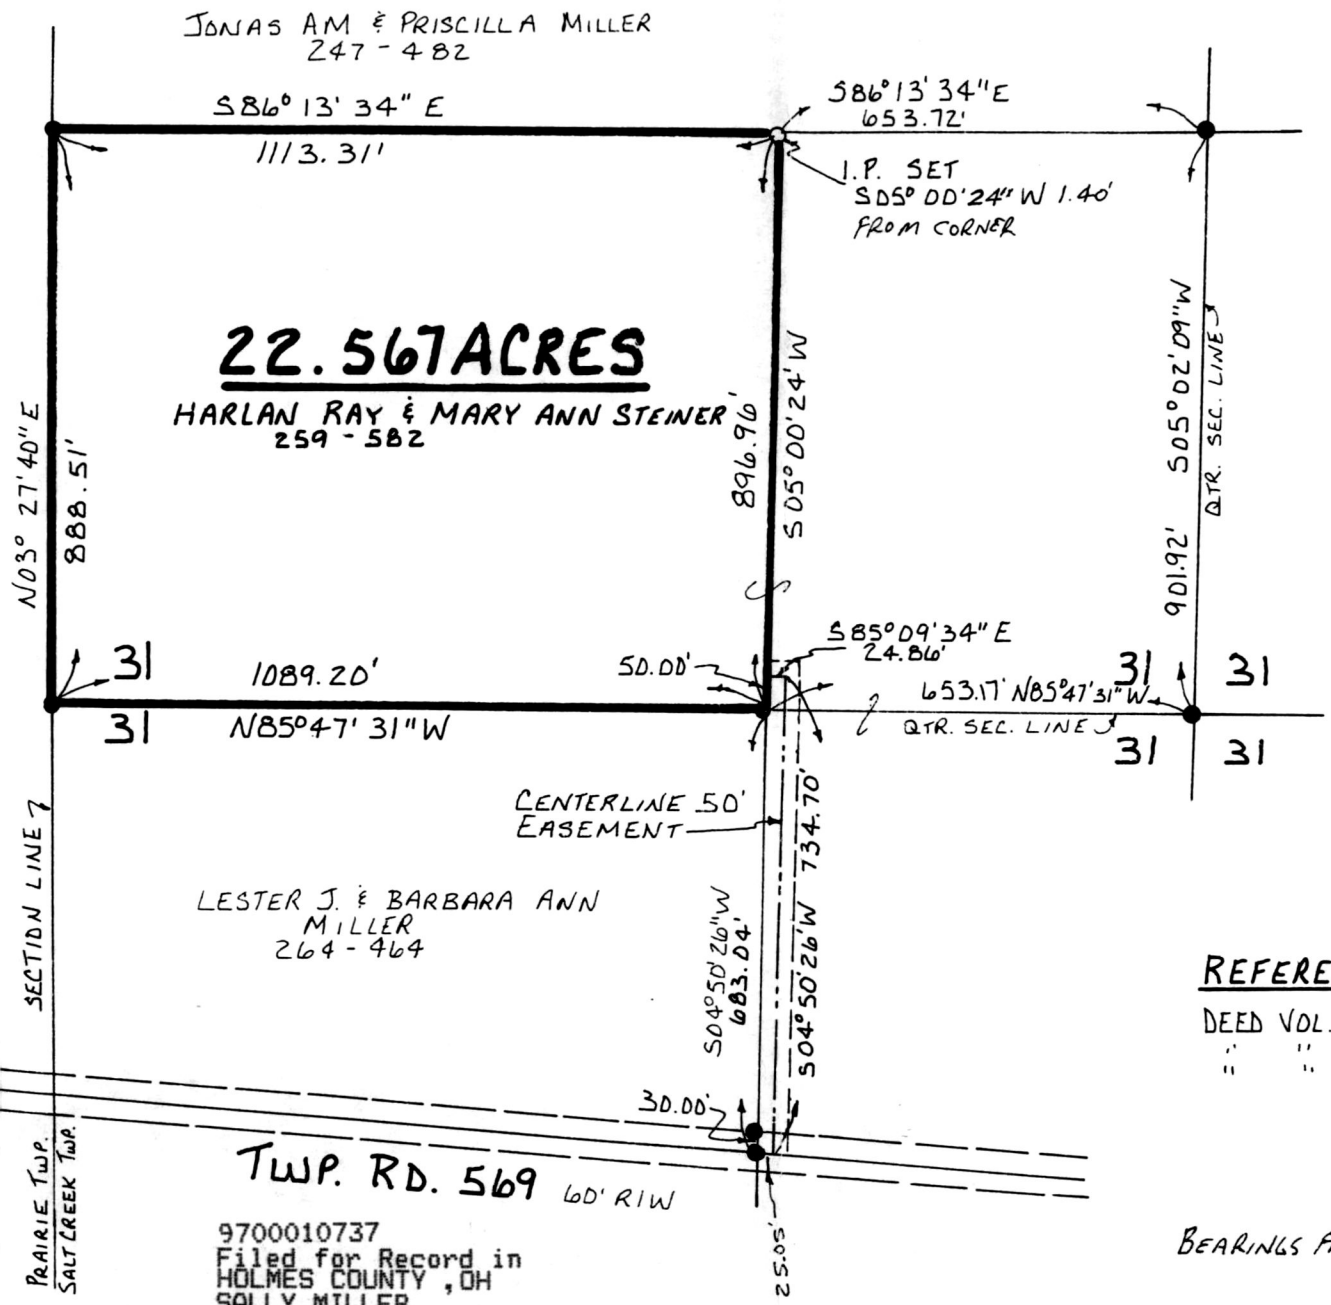 JONAS AM & PRISCILLA MILLER
247 - 482
S86° 13' 34" E
1113.31'
S86° 13' 34" E
653.72'
I.P. SET
S05° 00' 24" W 1.40'
FROM CORNER
22.567 ACRES
HARLAN RAY & MARY ANN STEINER
259 - 582
N03° 27' 40" E
888.51'
896.96'
S05° 00' 24' W
901.92' S05° 02' 09" W
QTR. SEC. LINE
S85° 09' 34" E
24.86'
50.00'
31
1089.20'
31
N85° 47' 31" W
653.17' N85° 47' 31" W
QTR. SEC. LINE
31
31
31
31
CENTERLINE 50'
EASEMENT
SECTION LINE
LESTER J. & BARBARA ANN
MILLER
264 - 464
S04° 50' 26" W
683.04'
S04° 50' 26' W 734.70'
REFERE
DEED VOL.
" "
30.00'
TWP. RD. 569 60' R/W
25.05'
PRAIRIE TWP.
SALT CREEK TWP.
9700010737
Filed for Record in
HOLMES COUNTY ,OH
SALLY MILLER
BEARINGS